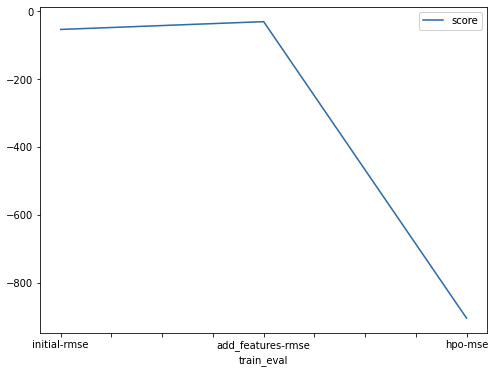 score
0
−200
−400
−600
−800
initial-rmse add_features-rmse hpo-mse
train_eval